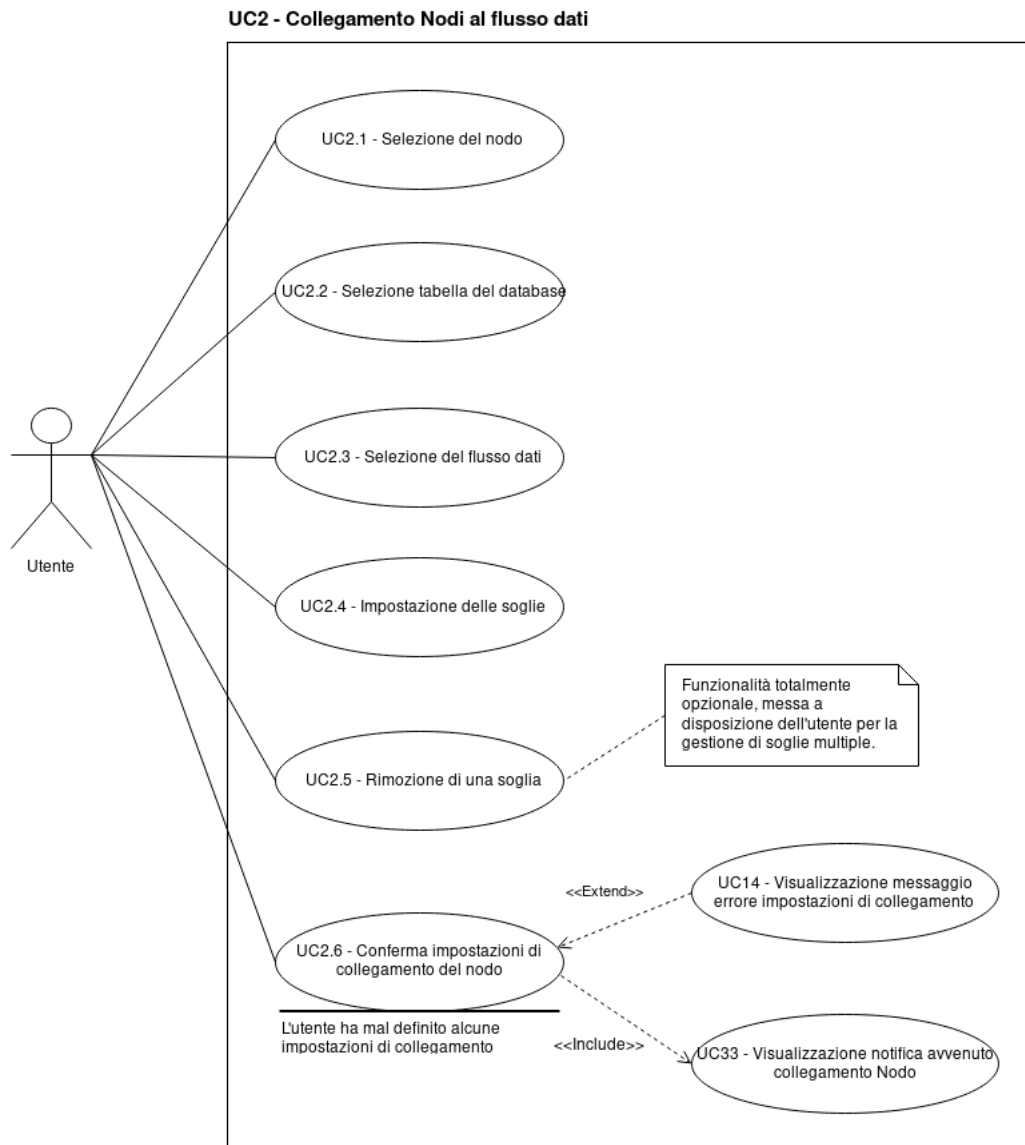 UC2 - Collegamento Nodi al flusso dati
UC2.1 - Selezione del nodo
UC2.2 - Selezione tabella del database
UC2.3 - Selezione del flusso dati
Utente
UC2.4 - Impostazione delle soglie
Funzionalità totalmente
opzionale, messa a
disposizione dell'utente per la
gestione di soglie multiple.
UC2.5 - Rimozione di una soglia
<<Extend>>
UC14 - Visualizzazione messaggio
errore impostazioni di collegamento
UC2.6 - Conferma impostazioni di
collegamento del nodo
L'utente ha mal definito alcune
impostazioni di collegamento
<<Include>>
UC33 - Visualizzazione notifica avvenuto
collegamento Nodo